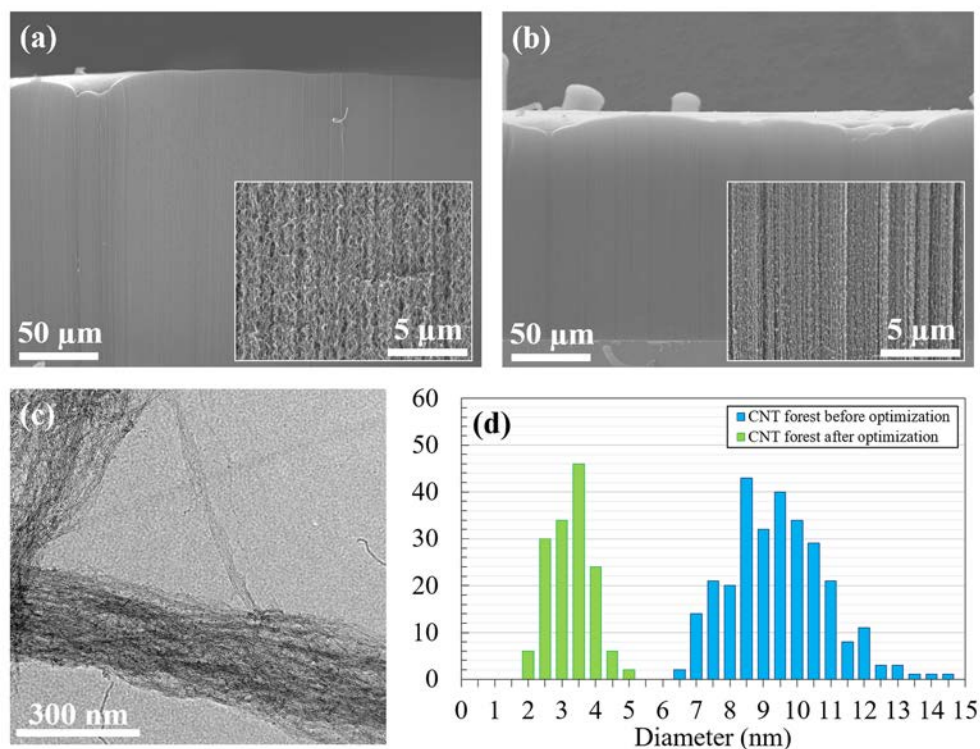 (a)
50 µm
5 µm
(b)
50 µm
5 µm
(c)
300 nm
(d)
CNT forest before optimization
CNT forest after optimization
60
50
40
30
20
10
0
0 1 2 3 4 5 6 7 8 9 10 11 12 13 14 15
Diameter (nm)